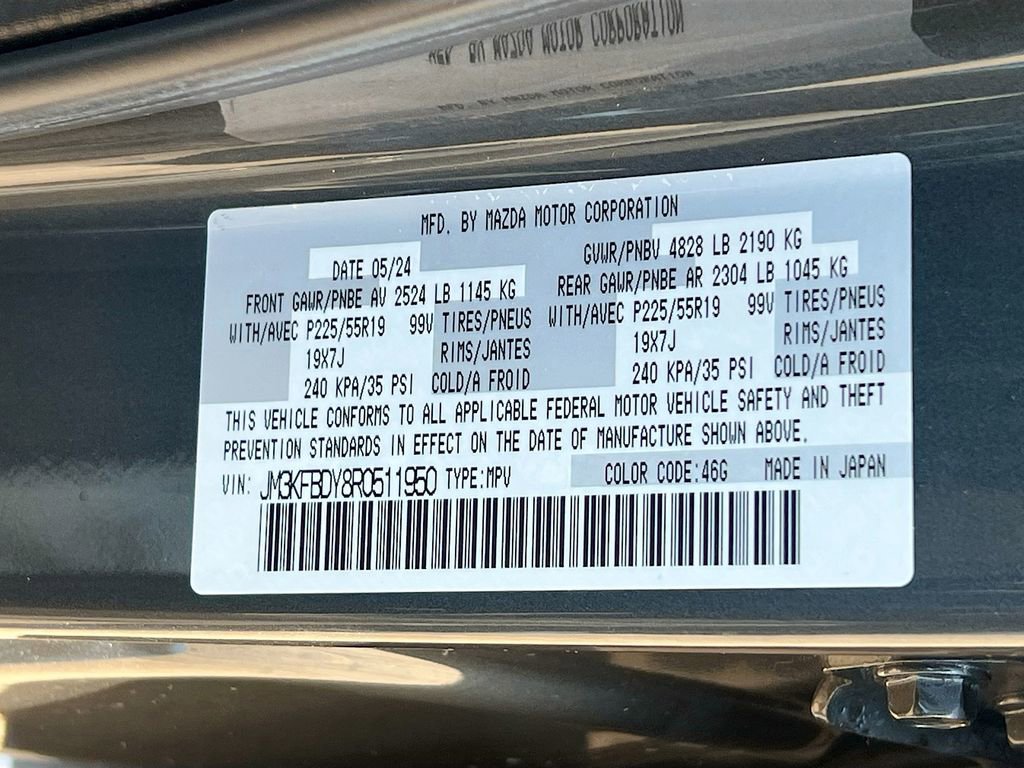 MFD. BY MAZDA MOTOR CORPORATION
DATE 05/24 GVWR/PNBV 4828 LB 2190 KG
FRONT GAWR/PNBE AV 2524 LB 1145 KG REAR GAWR/PNBE AR 2304 LB 1045 KG
WITH/AVEC P225/55R19 99V TIRES/PNEUS WITH/AVEC P225/55R19 99V TIRES/PNEUS
19X7J RIMS/JANTES 19X7J RIMS/JANTES
240 KPA/35 PSI COLD/A FROID 240 KPA/35 PSI COLD/A FROID
THIS VEHICLE CONFORMS TO ALL APPLICABLE FEDERAL MOTOR VEHICLE SAFETY AND THEFT
PREVENTION STANDARDS IN EFFECT ON THE DATE OF MANUFACTURE SHOWN ABOVE.
VIN: JM3KFBDY8R0511950 TYPE:MPV COLOR CODE:46G MADE IN JAPAN